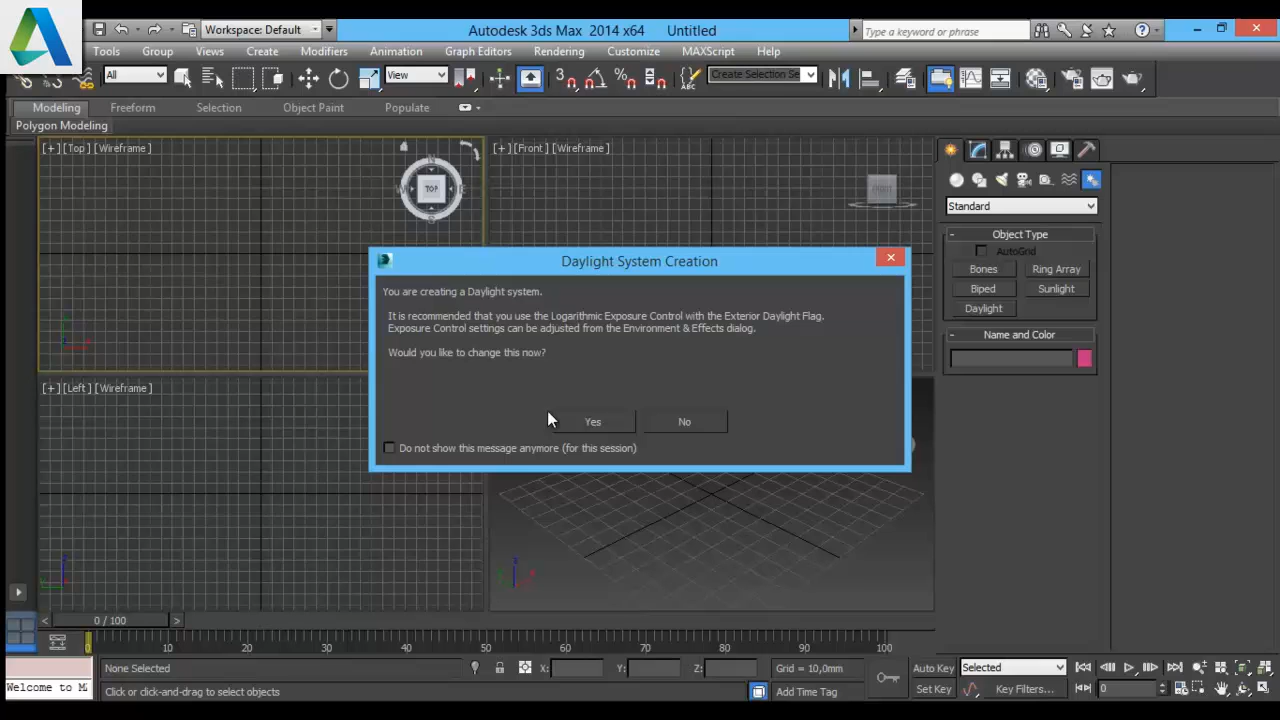 Workspace: Default
Autodesk 3ds Max 2014 x64 Untitled
Type a keyword or phrase
Tools Group Views Create Modifiers Animation Graph Editors Rendering Customize MAXScript Help
All View Create Selection Se
Modeling Freeform Selection Object Paint Populate
Polygon Modeling
[+][Top][Wireframe]
[+][Front][Wireframe]
TOP
FRONT
Standard
- Object Type
AutoGrid
Bones Ring Array
Biped Sunlight
Daylight
- Name and Color
Daylight System Creation
You are creating a Daylight system.
It is recommended that you use the Logarithmic Exposure Control with the Exterior Daylight Flag.
Exposure Control settings can be adjusted from the Environment & Effects dialog.
Would you like to change this now?
Yes No
Do not show this message anymore (for this session)
[+][Left][Wireframe]
< 0 / 100 >
0 10 20 30 40 50 60 70 80 90 100
None Selected X: Y: Z: Grid = 10,0mm Auto Key Selected
Welcome to M Click or click-and-drag to select objects Add Time Tag Set Key Key Filters... 0